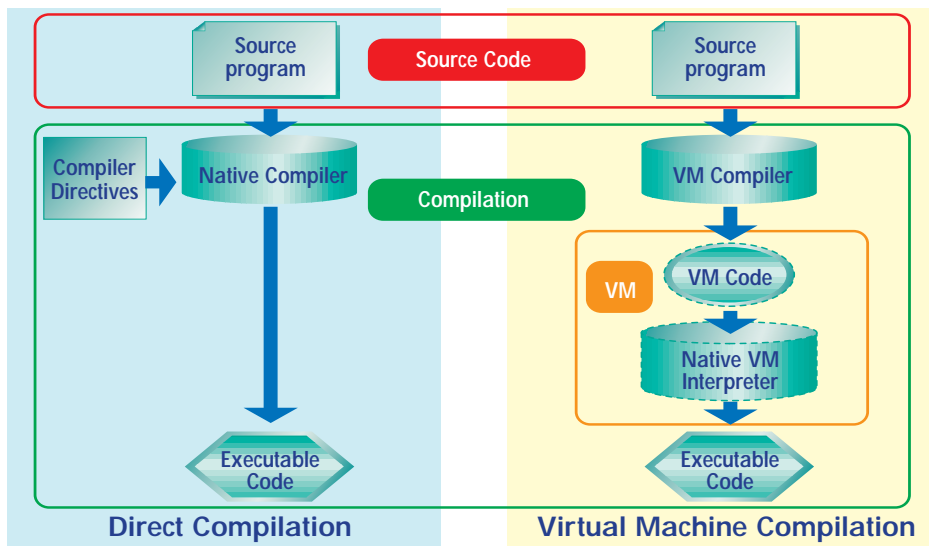 Source
program
Source Code
Source
program
Compiler
Directives
Native Compiler
Compilation
VM Compiler
VM
VM Code
Native VM
Interpreter
Executable
Code
Executable
Code
Direct Compilation
Virtual Machine Compilation